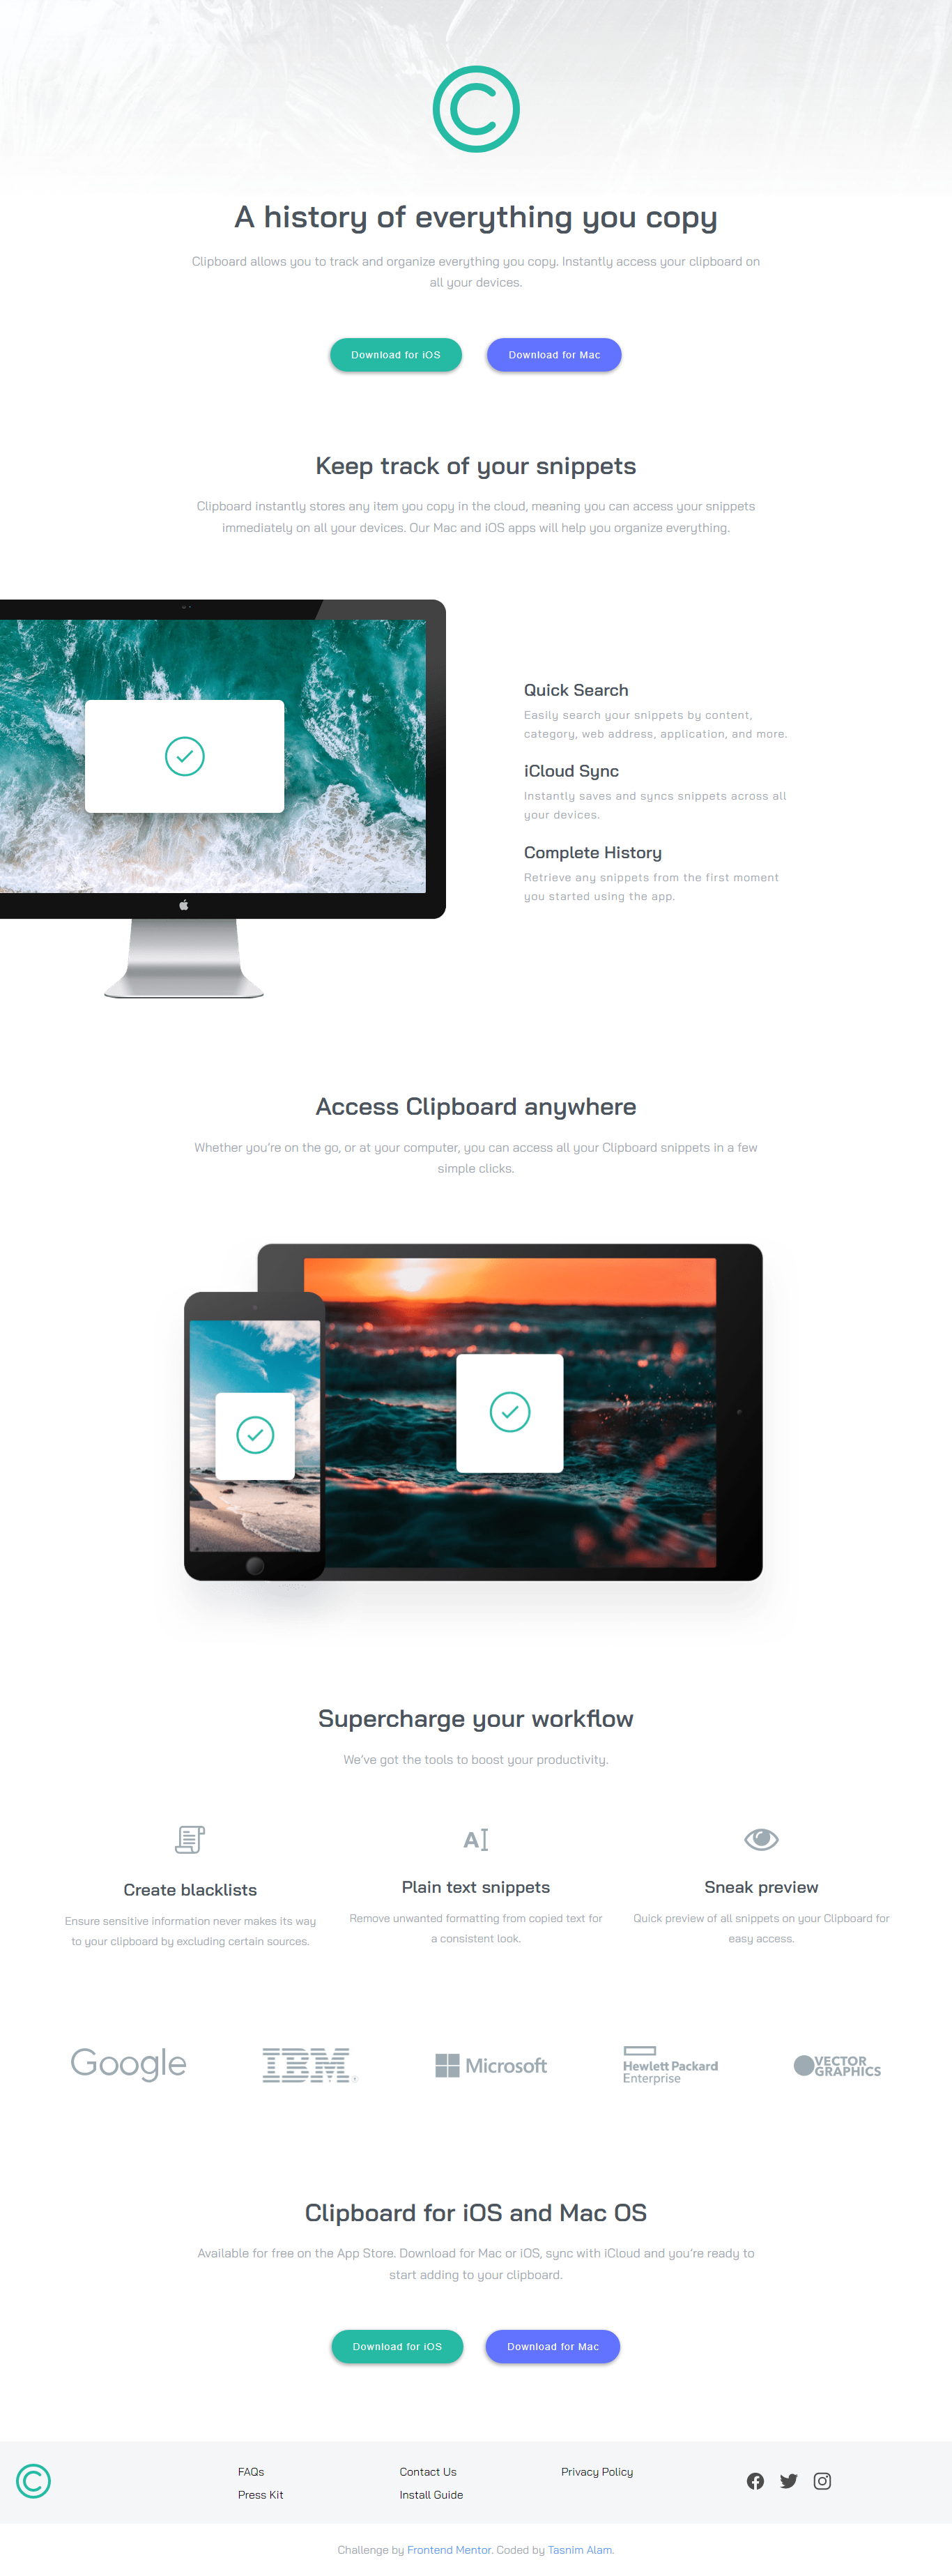 A history of everything you copy
Clipboard allows you to track and organize everything you copy. Instantly access your clipboard on
all your devices.
Download for iOS
Download for Mac
Keep track of your snippets
Clipboard instantly stores any item you copy in the cloud, meaning you can access your snippets
immediately on all your devices. Our Mac and iOS apps will help you organize everything.
Quick Search
Easily search your snippets by content,
category, web address, application, and more.
iCloud Sync
Instantly saves and syncs snippets across all
your devices.
Complete History
Retrieve any snippets from the first moment
you started using the app.
Access Clipboard anywhere
Whether you're on the go, or at your computer, you can access all your Clipboard snippets in a few
simple clicks.
Supercharge your workflow
We've got the tools to boost your productivity.
Create blacklists
Ensure sensitive information never makes its way
to your clipboard by excluding certain sources.
Plain text snippets
Remove unwanted formatting from copied text for
a consistent look.
Sneak preview
Quick preview of all snippets on your Clipboard for
easy access.
Google
IBM
Microsoft
Hewlett Packard
Enterprise
VECTOR
GRAPHICS
Clipboard for iOS and Mac OS
Available for free on the App Store. Download for Mac or iOS, sync with iCloud and you're ready to
start adding to your clipboard.
Download for iOS
Download for Mac
FAQs
Press Kit
Contact Us
Install Guide
Privacy Policy
Challenge by Frontend Mentor. Coded by Tasnim Alam.